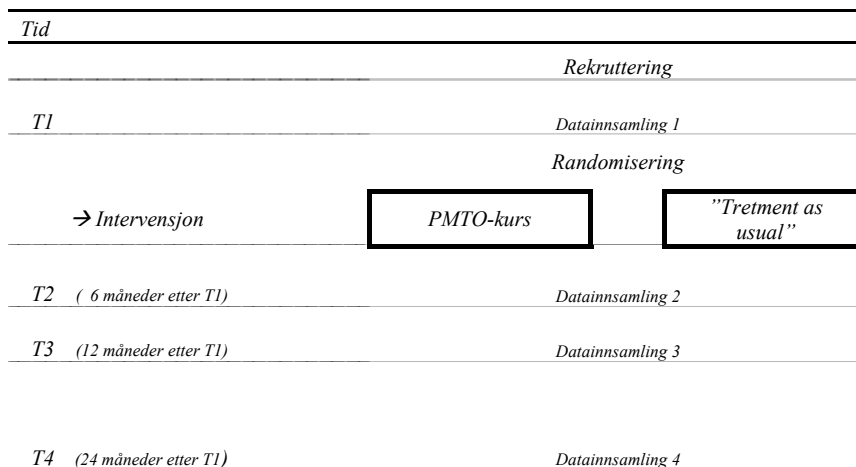 Tid
Rekruttering
T1 Datainnsamling 1
Randomisering
→ Intervensjon PMTO-kurs ”Tretment as
usual”
T2 ( 6 måneder etter T1) Datainnsamling 2
T3 (12 måneder etter T1) Datainnsamling 3
T4 (24 måneder etter T1) Datainnsamling 4